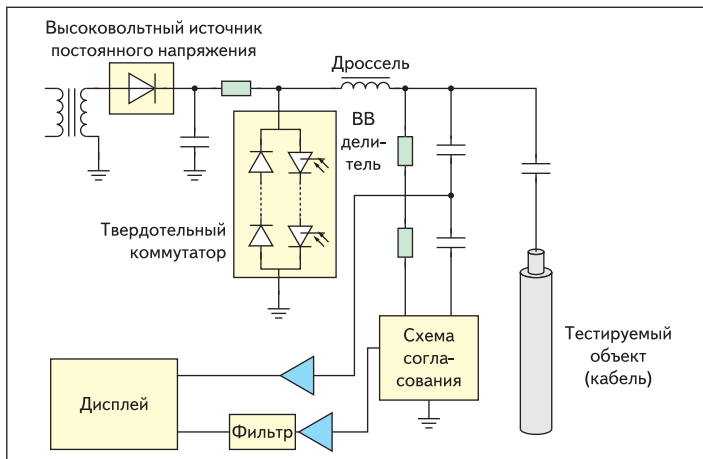 Высоковольтный источник
постоянного напряжения
Дроссель
ВВ
дели-
тель
Твердотельный
коммутатор
Схема
согла-
сования
Тестируемый
объект
(кабель)
Дисплей
Фильтр